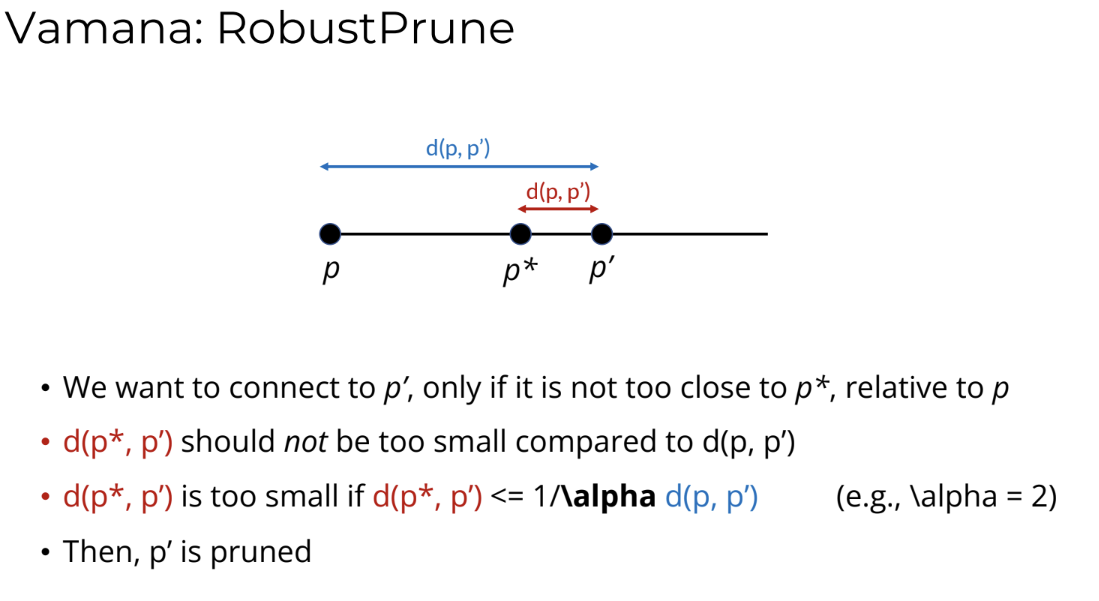 Vamana: RobustPrune
d(p, p’)
d(p, p’)
p p* p’
• We want to connect to p’, only if it is not too close to p*, relative to p
• d(p*, p’) should not be too small compared to d(p, p’)
• d(p*, p’) is too small if d(p*, p’) <= 1/\alpha d(p, p’) (e.g., \alpha = 2)
• Then, p’ is pruned